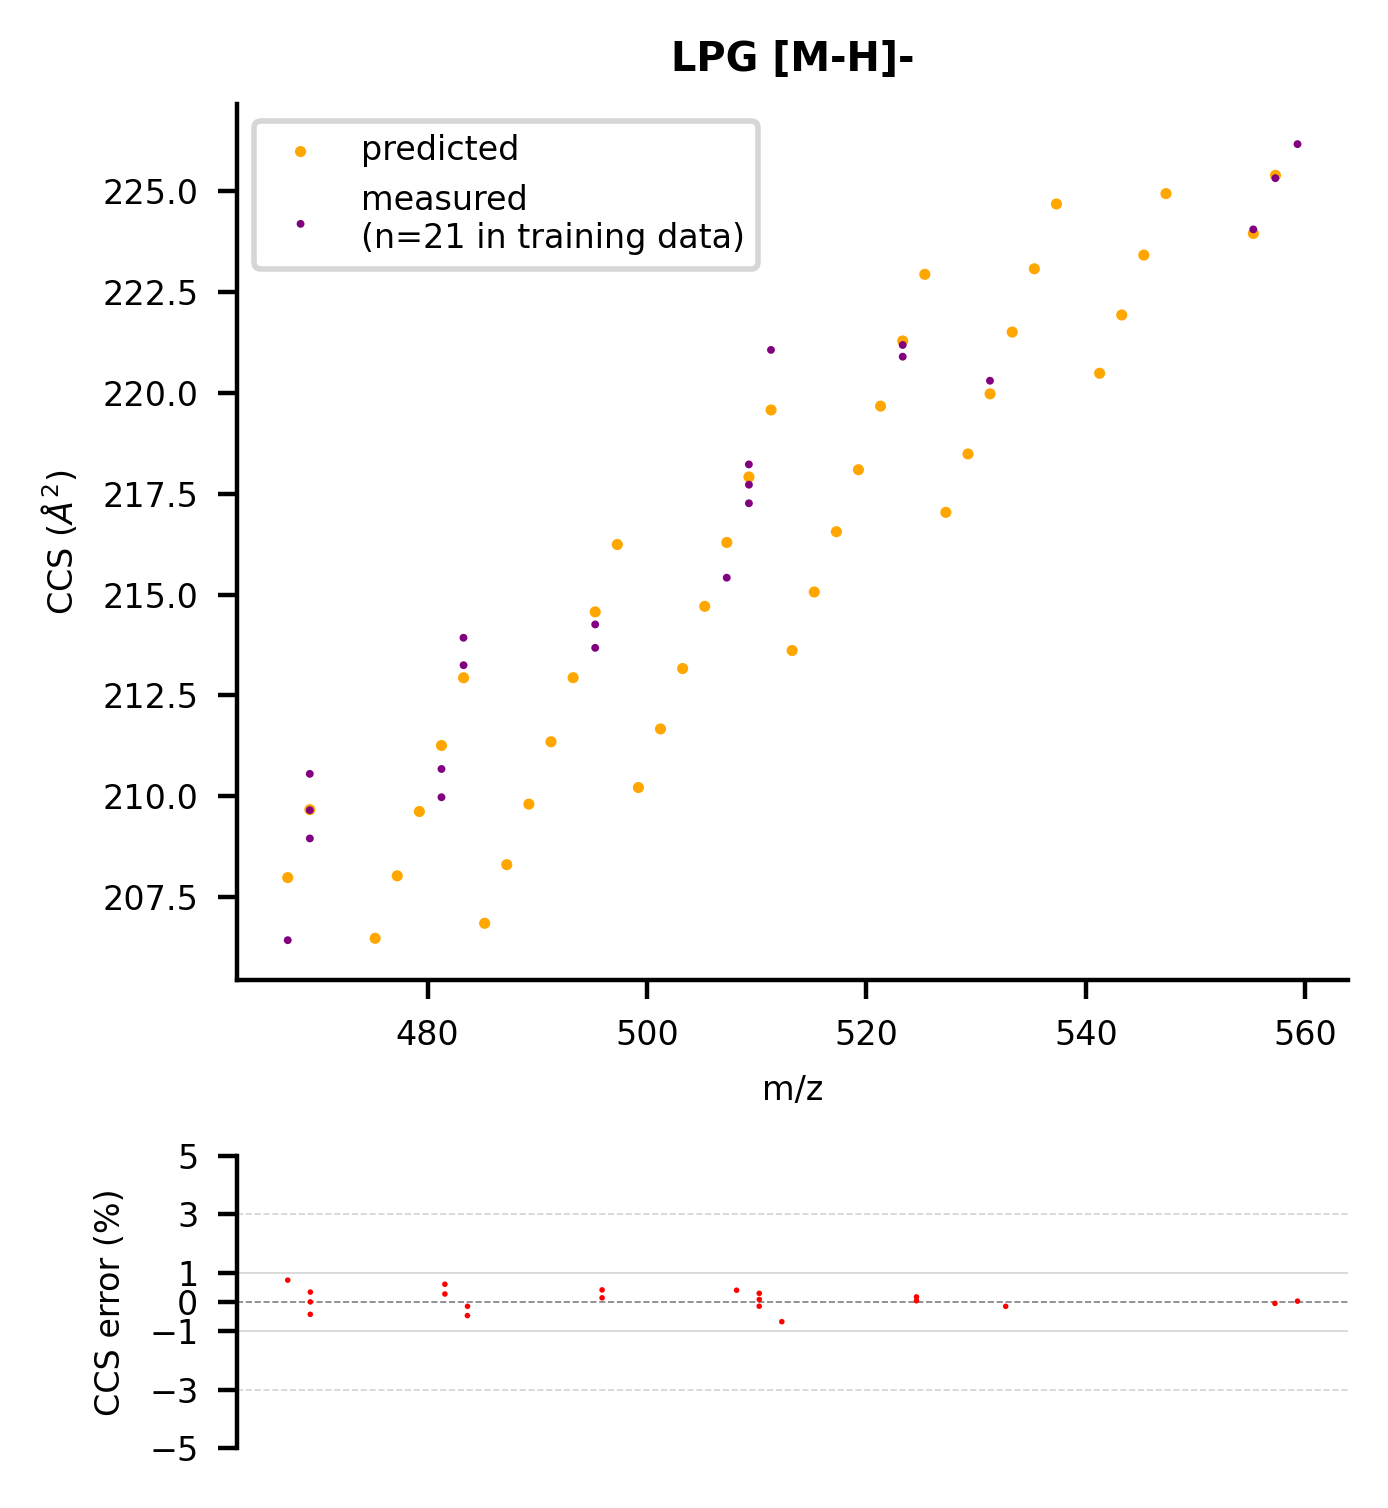 LPG [M-H]-
predicted
measured
(n=21 in training data)
225.0
222.5
220.0
217.5
215.0
212.5
210.0
207.5
CCS (Å²)
480 500 520 540 560
m/z
5
3
1
0
−1
−3
−5
CCS error (%)